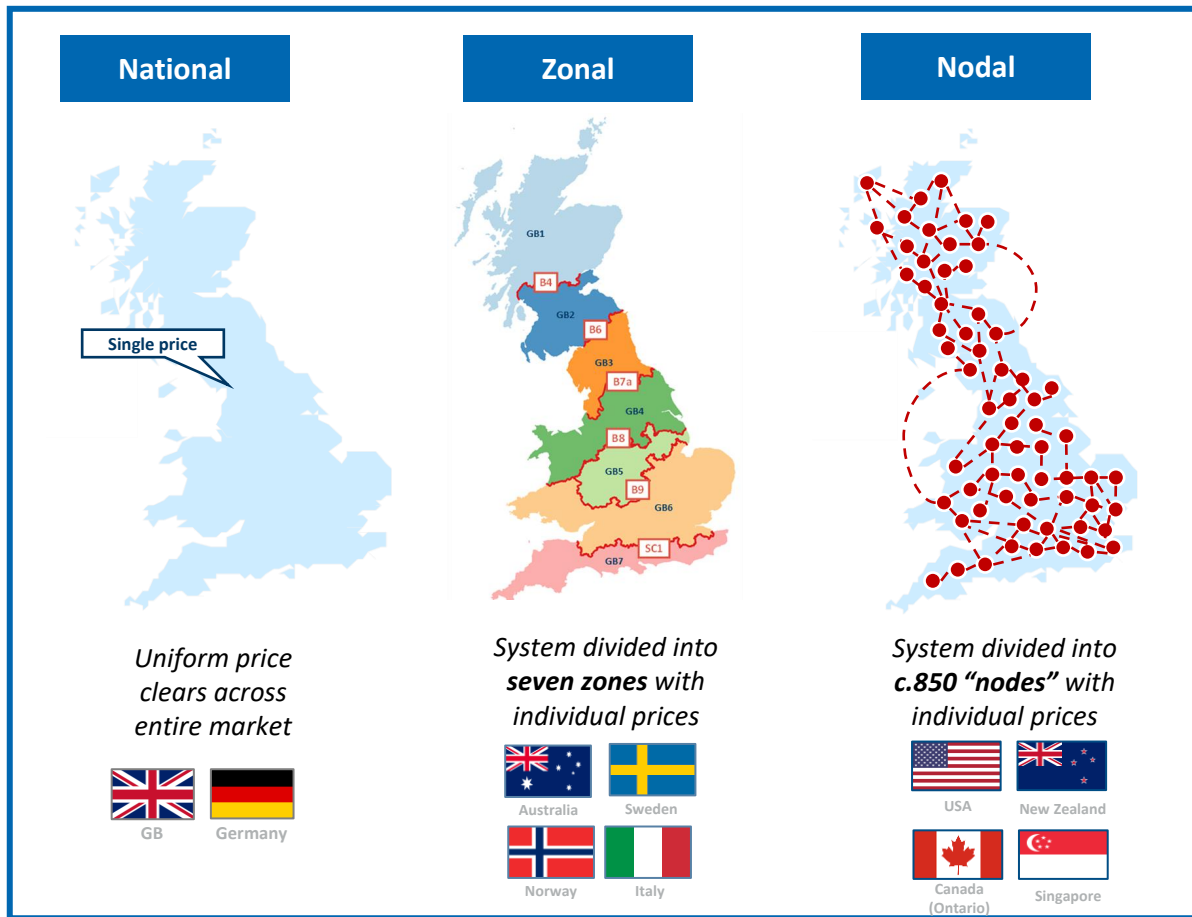 National
Single price
Uniform price
clears across
entire market
GB
Germany
Zonal
GB1
B4
GB2
B6
GB3
B7a
GB4
B8
GB5
B9
GB6
SC1
GB7
System divided into
seven zones with
individual prices
Australia
Sweden
Norway
Italy
Nodal
System divided into
c.850 “nodes” with
individual prices
USA
New Zealand
Canada
(Ontario)
Singapore